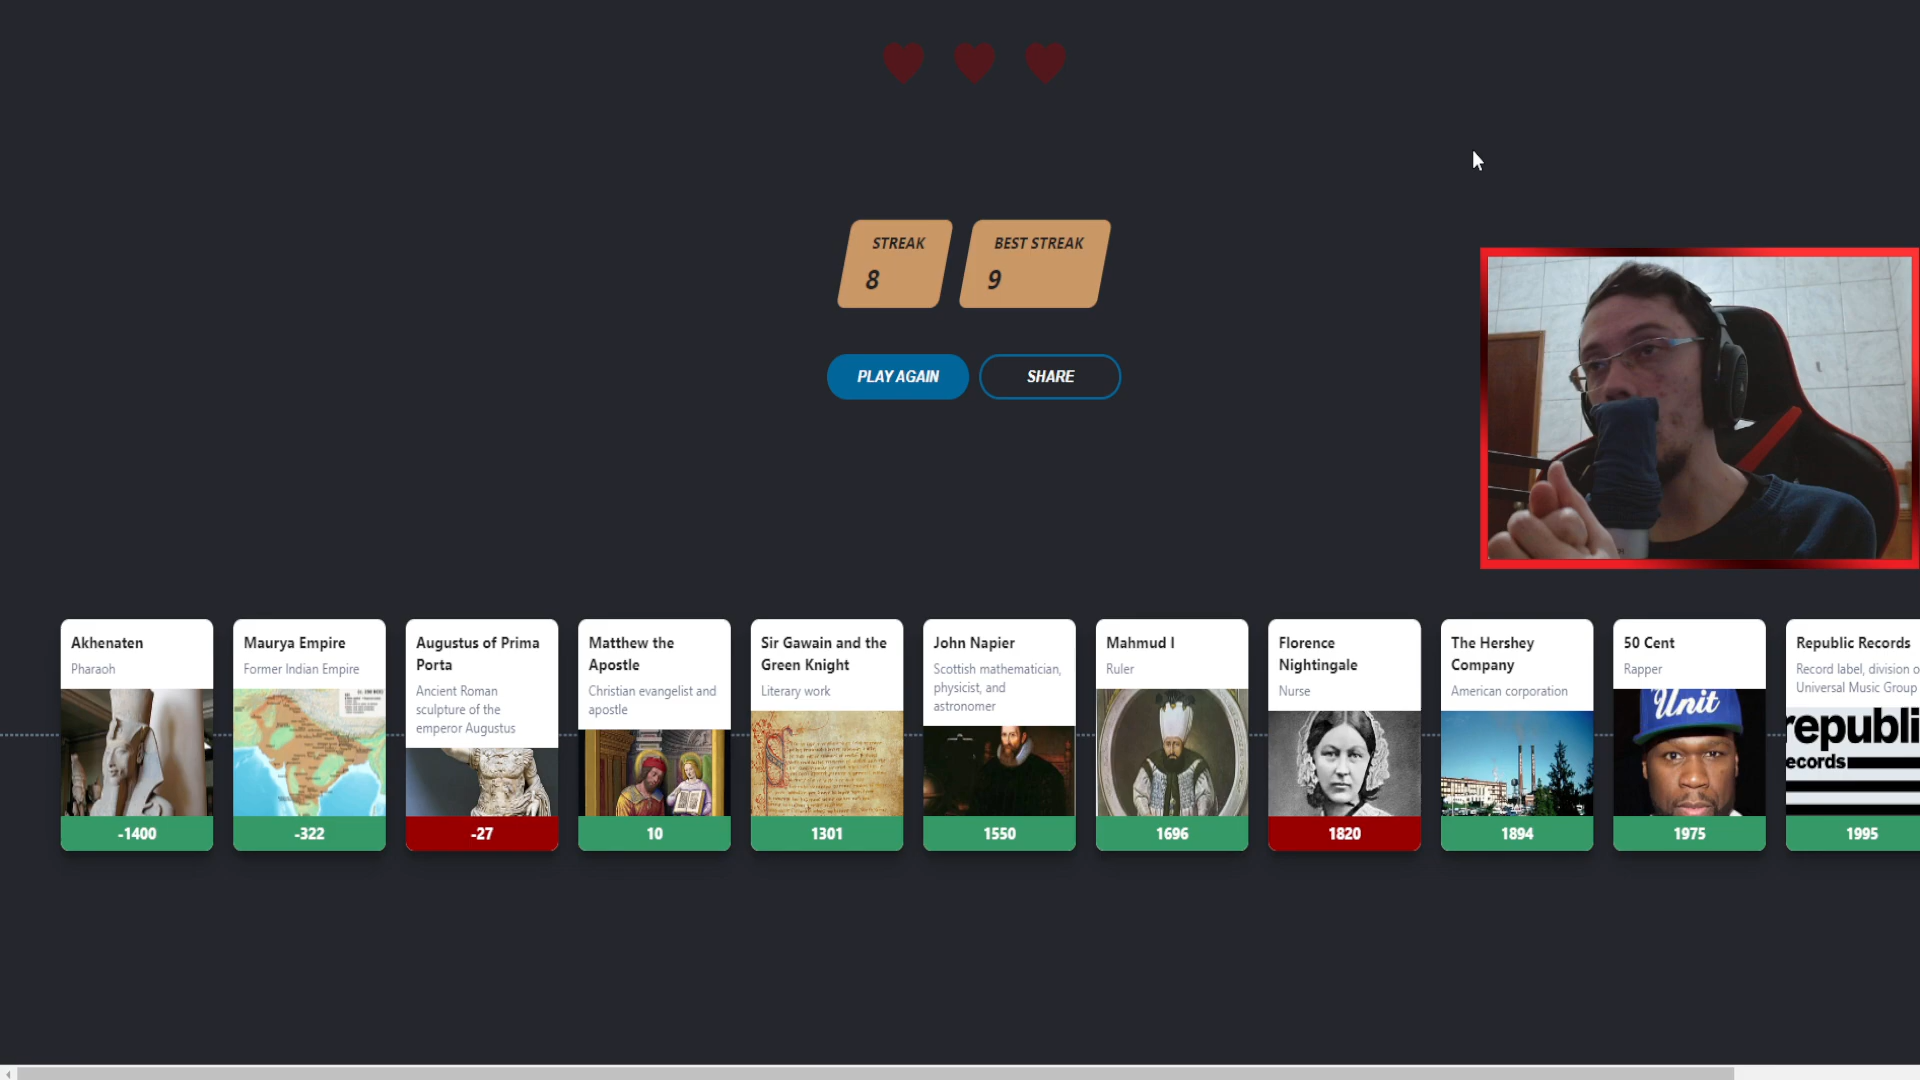 STREAK
8
BEST STREAK
9
PLAY AGAIN
SHARE
Akhenaten
Pharaoh
-1400
Maurya Empire
Former Indian Empire
-322
Augustus of Prima
Porta
Ancient Roman
sculpture of the
emperor Augustus
-27
Matthew the
Apostle
Christian evangelist and
apostle
10
Sir Gawain and the
Green Knight
Literary work
1301
John Napier
Scottish mathematician,
physicist, and
astronomer
1550
Mahmud I
Ruler
1696
Florence
Nightingale
Nurse
1820
The Hershey
Company
American corporation
1894
50 Cent
Rapper
Unit
1975
Republic Records
Record label, division o
Universal Music Group
republi
ecords
1995